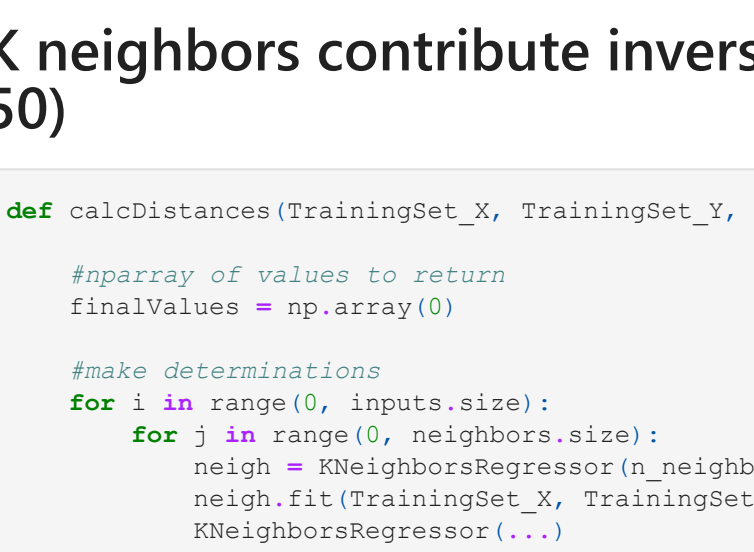 K neighbors contribute invers
50)
def calcDistances(TrainingSet_X, TrainingSet_Y,
#nparray of values to return
finalValues = np.array(0)
#make determinations
for i in range(0, inputs.size):
for j in range(0, neighbors.size):
neigh = KNeighborsRegressor(n_neighb
neigh.fit(TrainingSet_X, TrainingSet
KNeighborsRegressor(...)